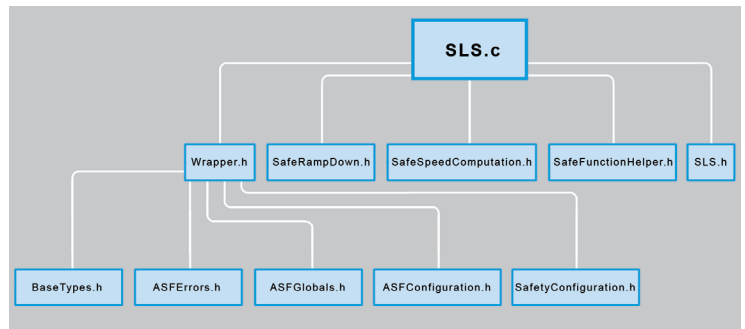 SLS.c
Wrapper.h
SafeRampDown.h
SafeSpeedComputation.h
SafeFunctionHelper.h
SLS.h
BaseTypes.h
ASFErrors.h
ASFGlobals.h
ASFConfiguration.h
SafetyConfiguration.h